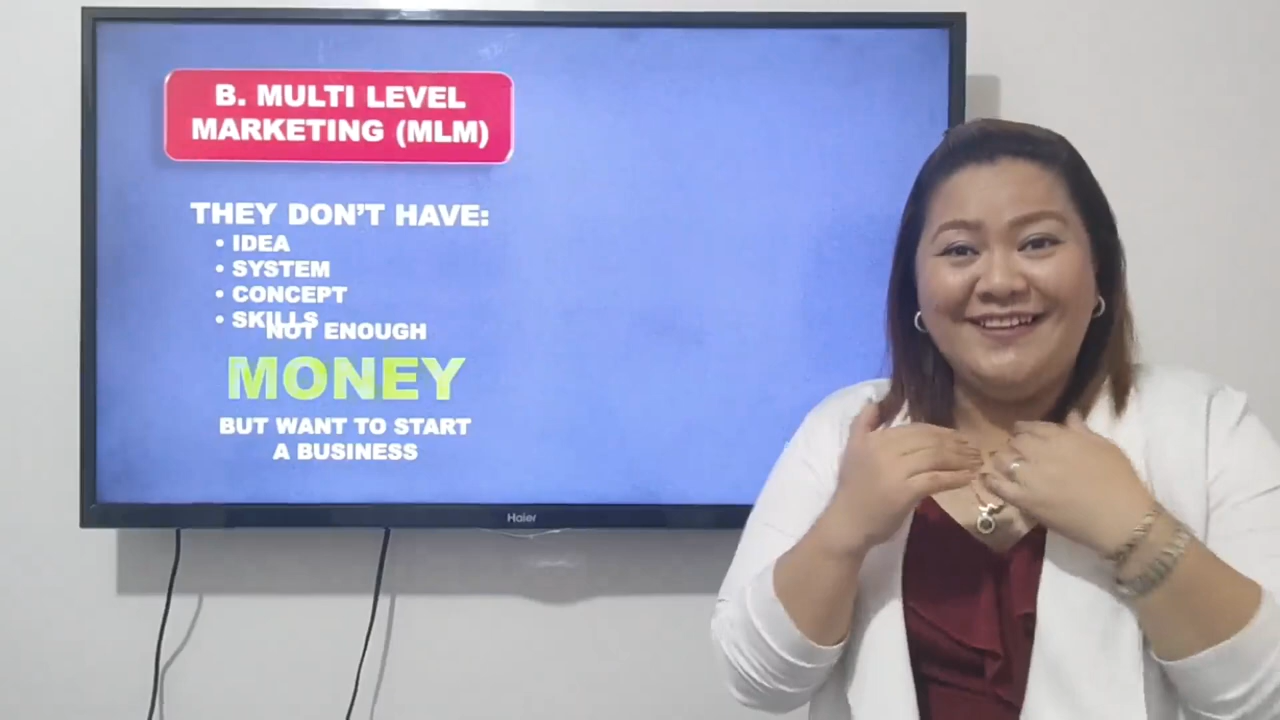 B. MULTI LEVEL
MARKETING (MLM)
THEY DON'T HAVE:
• IDEA
• SYSTEM
• CONCEPT
• SKILLS
NOT ENOUGH
MONEY
BUT WANT TO START
A BUSINESS
Haier